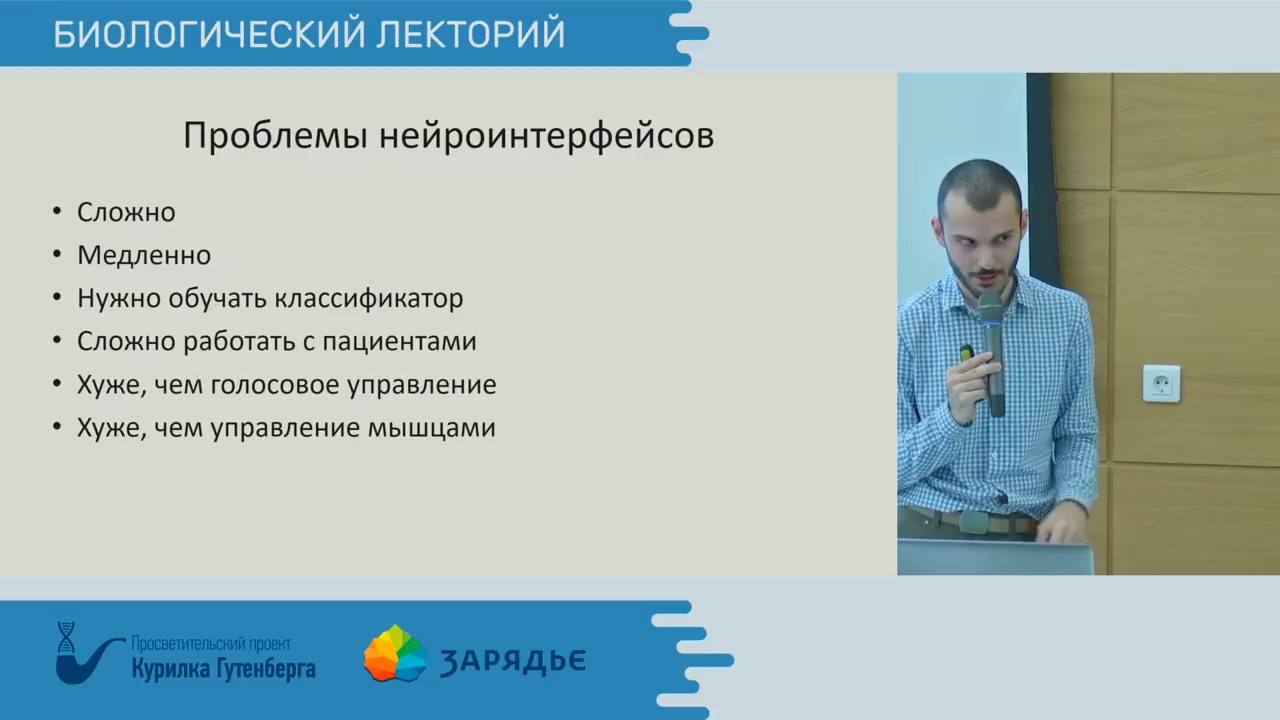 БИОЛОГИЧЕСКИЙ ЛЕКТОРИЙ
Проблемы нейроинтерфейсов
• Сложно
• Медленно
• Нужно обучать классификатор
• Сложно работать с пациентами
• Хуже, чем голосовое управление
• Хуже, чем управление мышцами
Просветительский проект
Курилка Гутенберга
ЗАРЯДЬЕ